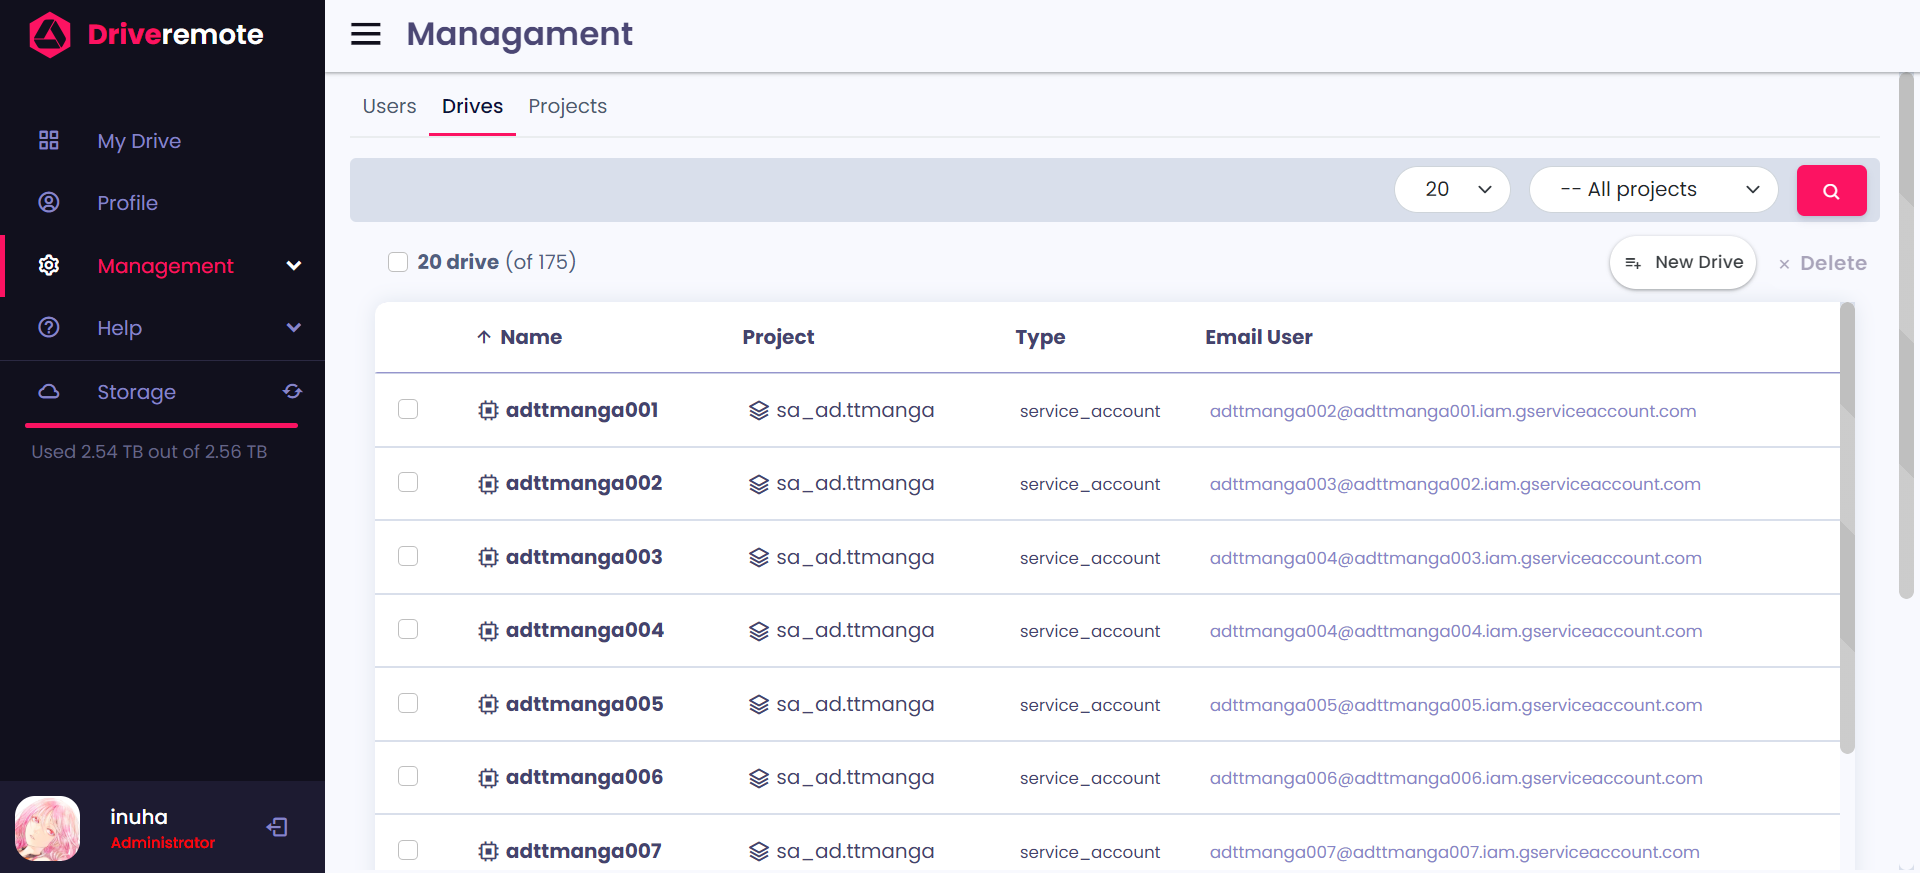 Driveremote
Managament
Users Drives Projects
My Drive
Profile
Management
Help
Storage
Used 2.54 TB out of 2.56 TB
inuha
Administrator
20 -- All projects
20 drive (of 175) New Drive × Delete
Name Project Type Email User
adttmanga001 sa_ad.ttmanga service_account adttmanga002@adttmanga001.iam.gserviceaccount.com
adttmanga002 sa_ad.ttmanga service_account adttmanga003@adttmanga002.iam.gserviceaccount.com
adttmanga003 sa_ad.ttmanga service_account adttmanga004@adttmanga003.iam.gserviceaccount.com
adttmanga004 sa_ad.ttmanga service_account adttmanga004@adttmanga004.iam.gserviceaccount.com
adttmanga005 sa_ad.ttmanga service_account adttmanga005@adttmanga005.iam.gserviceaccount.com
adttmanga006 sa_ad.ttmanga service_account adttmanga006@adttmanga006.iam.gserviceaccount.com
adttmanga007 sa_ad.ttmanga service_account adttmanga007@adttmanga007.iam.gserviceaccount.com